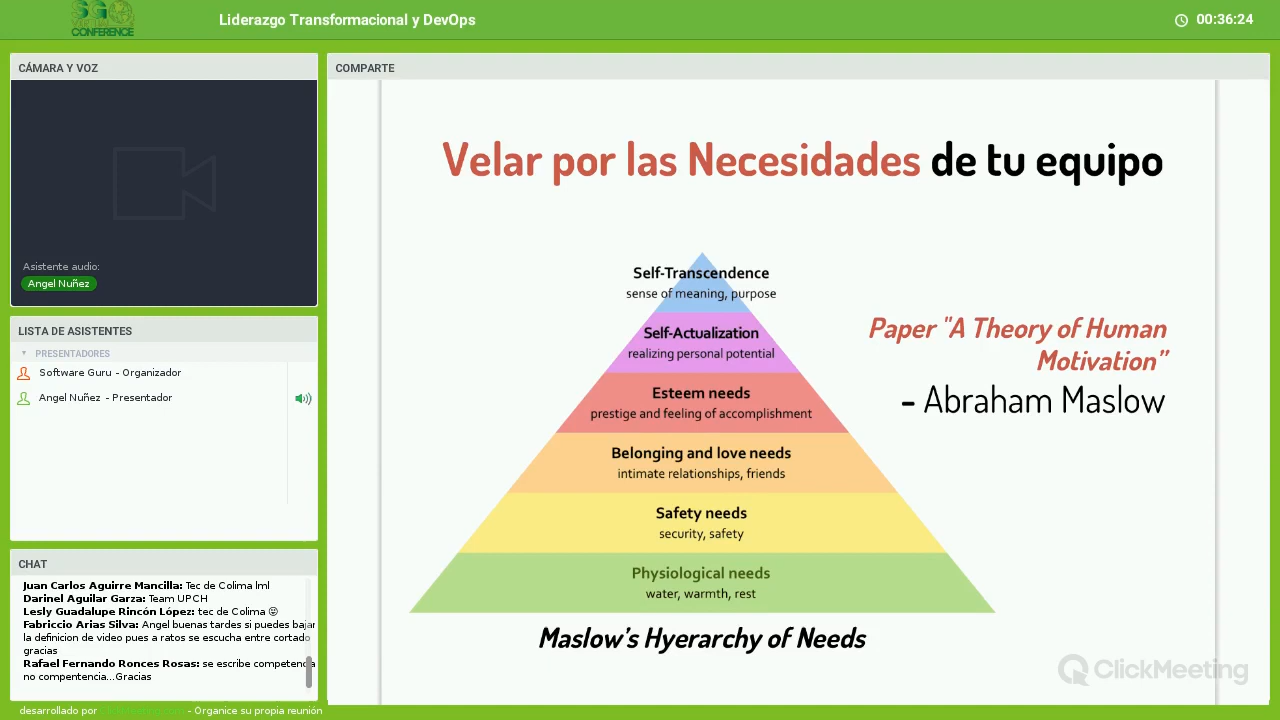 SG
VIRTUAL
CONFERENCE
Liderazgo Transformacional y DevOps
00:36:24
CÁMARA Y VOZ
Asistente audio:
Angel Nuñez
LISTA DE ASISTENTES
PRESENTADORES
Software Guru - Organizador
Angel Nuñez - Presentador
CHAT
Juan Carlos Aguirre Mancilla: Tec de Colima lml
Darinel Aguilar Garza: Team UPCH
Lesly Guadalupe Rincón López: tec de Colima 😜
Fabriccio Arias Silva: Angel buenas tardes si puedes bajar
la definicion de video pues a ratos se escucha entre cortado
gracias
Rafael Fernando Ronces Rosas: se escribe competencia
no compentencia...Gracias
desarrollado por - Organice su propia reunión
COMPARTE
Velar por las Necesidades de tu equipo
Self-Transcendence
sense of meaning, purpose
Self-Actualization
realizing personal potential
Esteem needs
prestige and feeling of accomplishment
Belonging and love needs
intimate relationships, friends
Safety needs
security, safety
Physiological needs
water, warmth, rest
Maslow's Hyerarchy of Needs
Paper "A Theory of Human
Motivation”
- Abraham Maslow
ClickMeeting